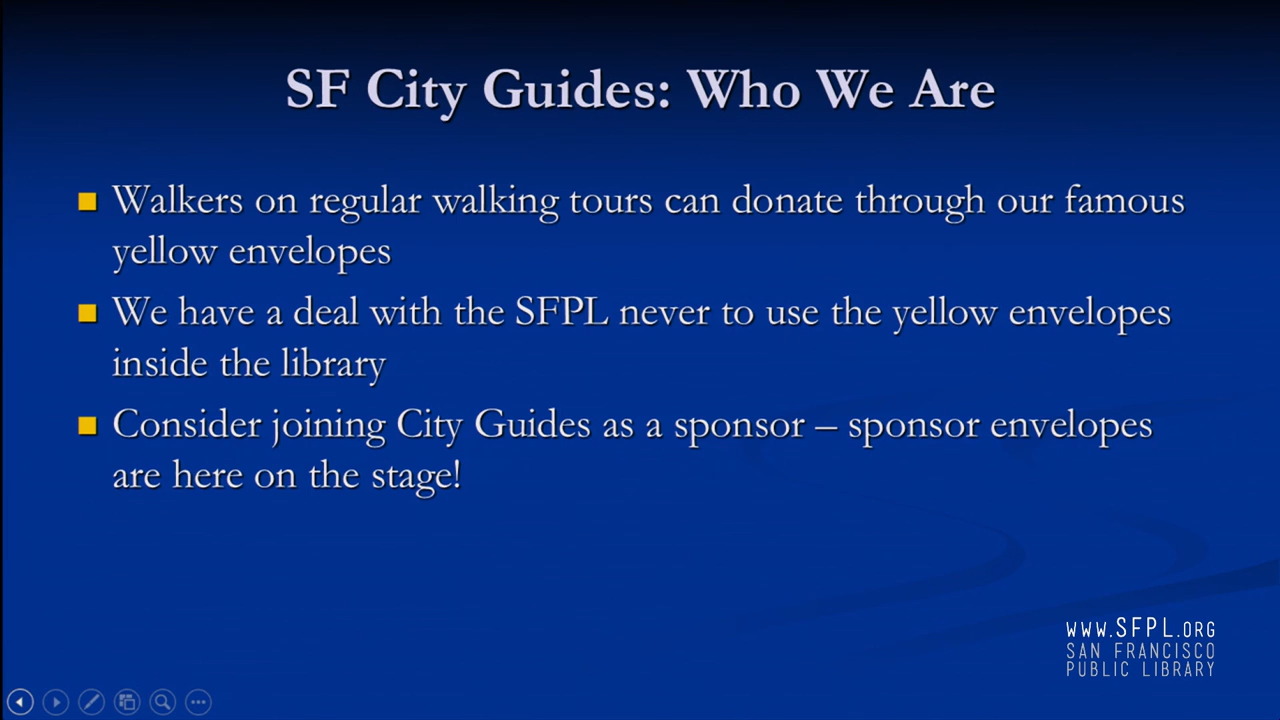 SF City Guides: Who We Are
Walkers on regular walking tours can donate through our famous
yellow envelopes
We have a deal with the SFPL never to use the yellow envelopes
inside the library
Consider joining City Guides as a sponsor – sponsor envelopes
are here on the stage!
WWW.SFPL.ORG
SAN FRANCISCO
PUBLIC LIBRARY